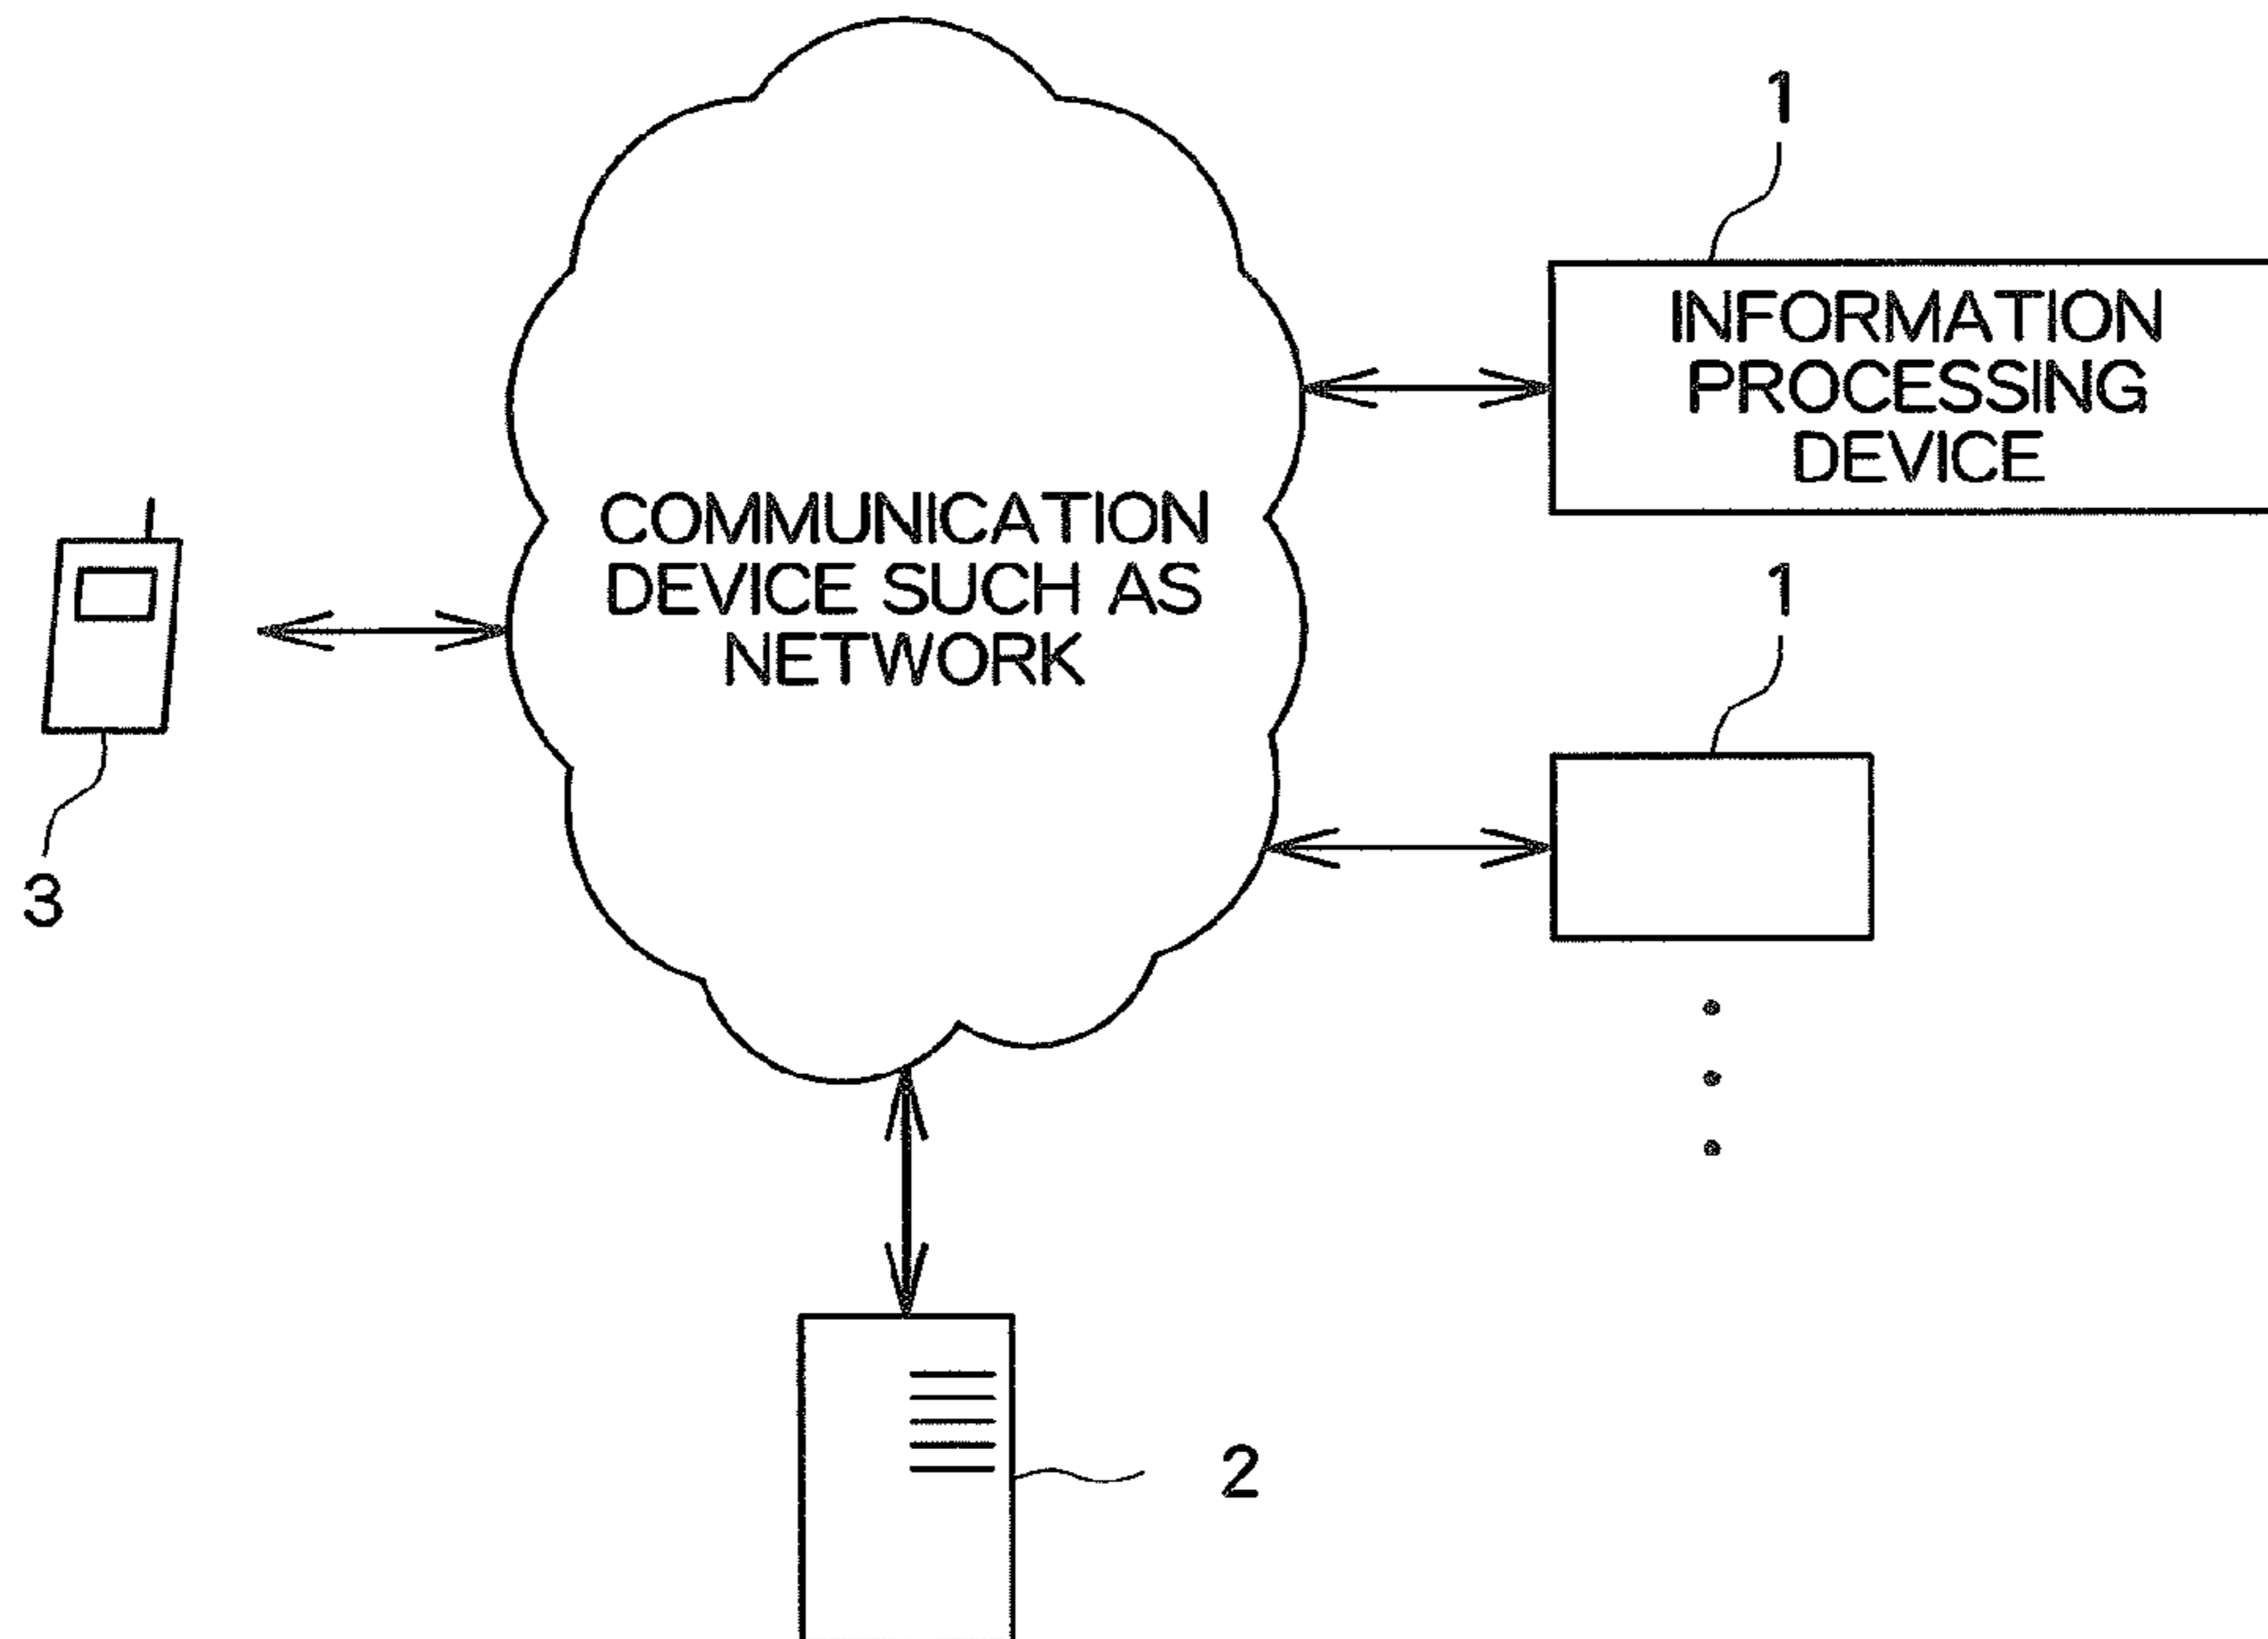 1
INFORMATION
PROCESSING
DEVICE
COMMUNICATION
DEVICE SUCH AS
NETWORK
1
3
2